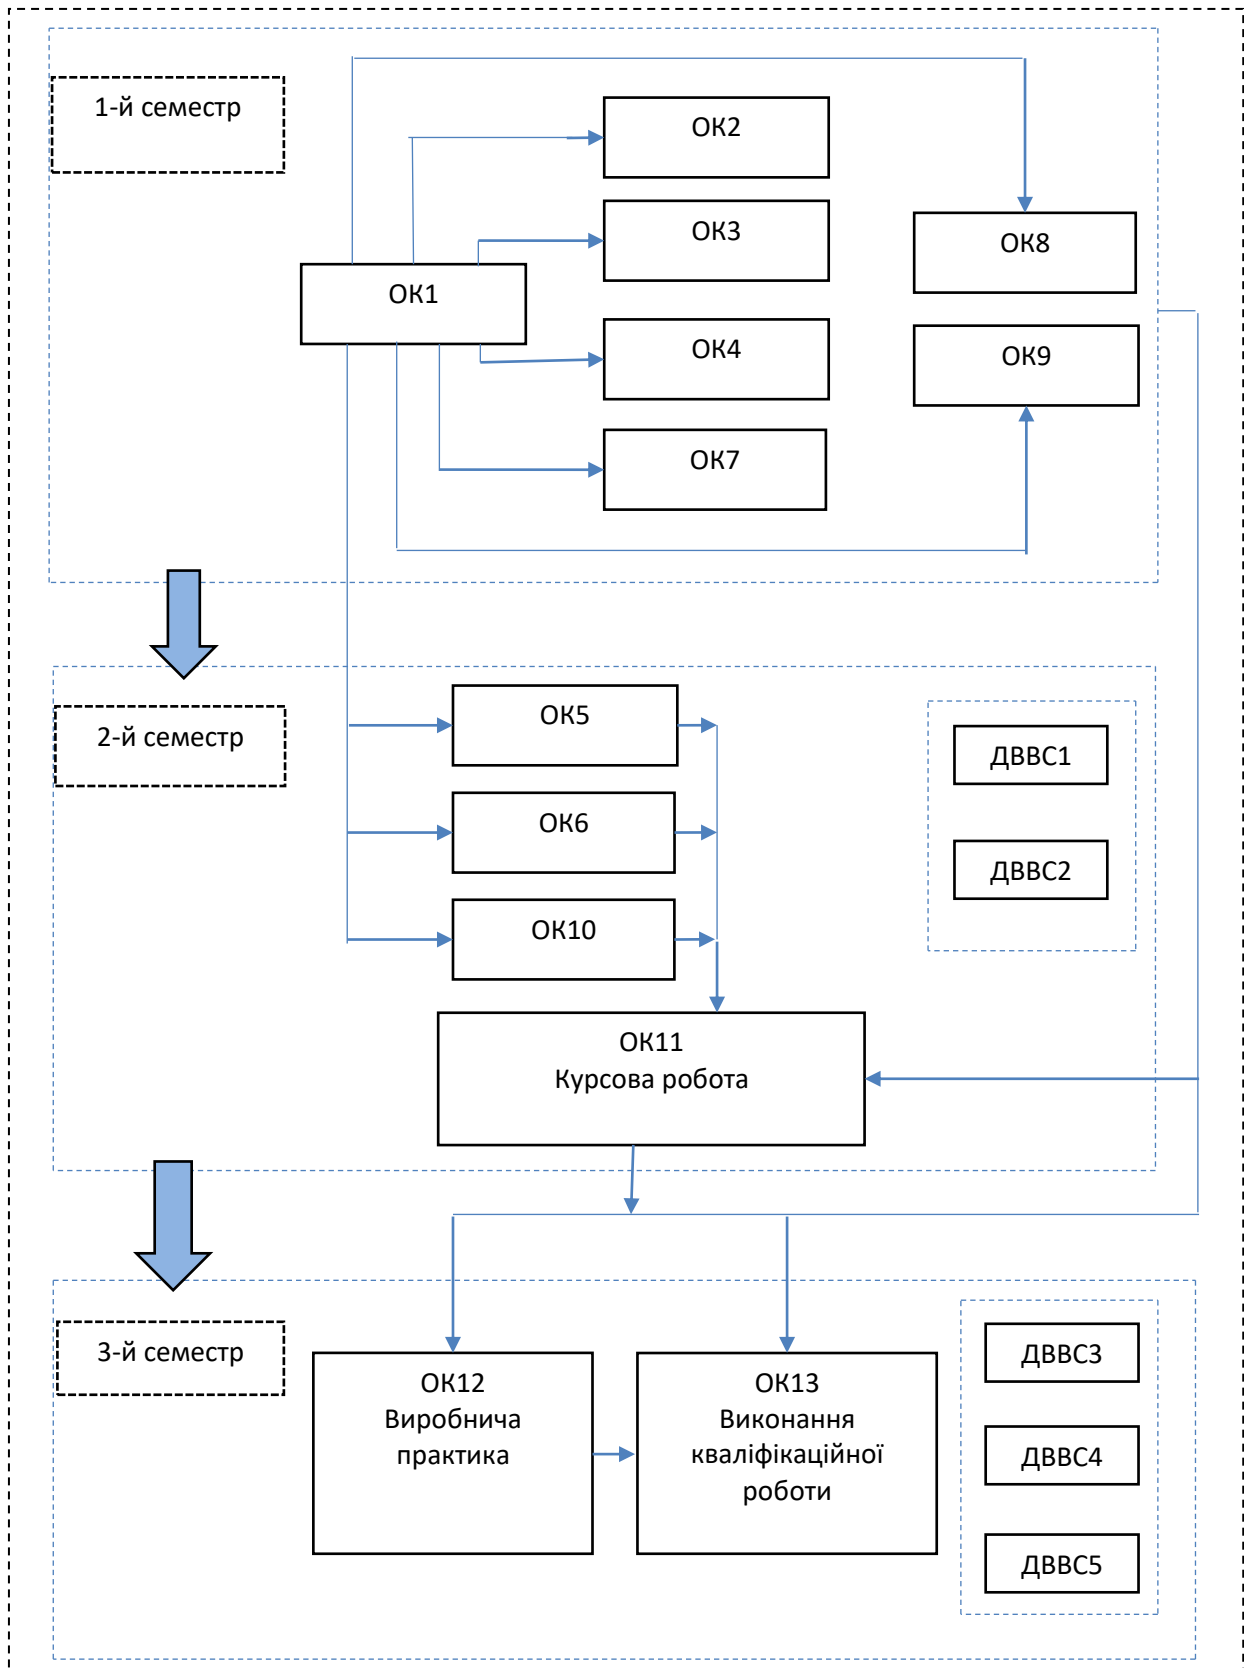 1-й семестр
ОК2
ОК3
ОК8
ОК1
ОК4
ОК9
ОК7
2-й семестр
ОК5
ДВВС1
ОК6
ДВВС2
ОК10
ОК11
Курсова робота
3-й семестр
ОК12
Виробнича
практика
ОК13
Виконання
кваліфікаційної
роботи
ДВВС3
ДВВС4
ДВВС5